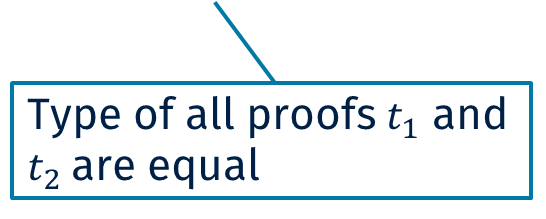 Type of all proofs t₁ and
t₂ are equal